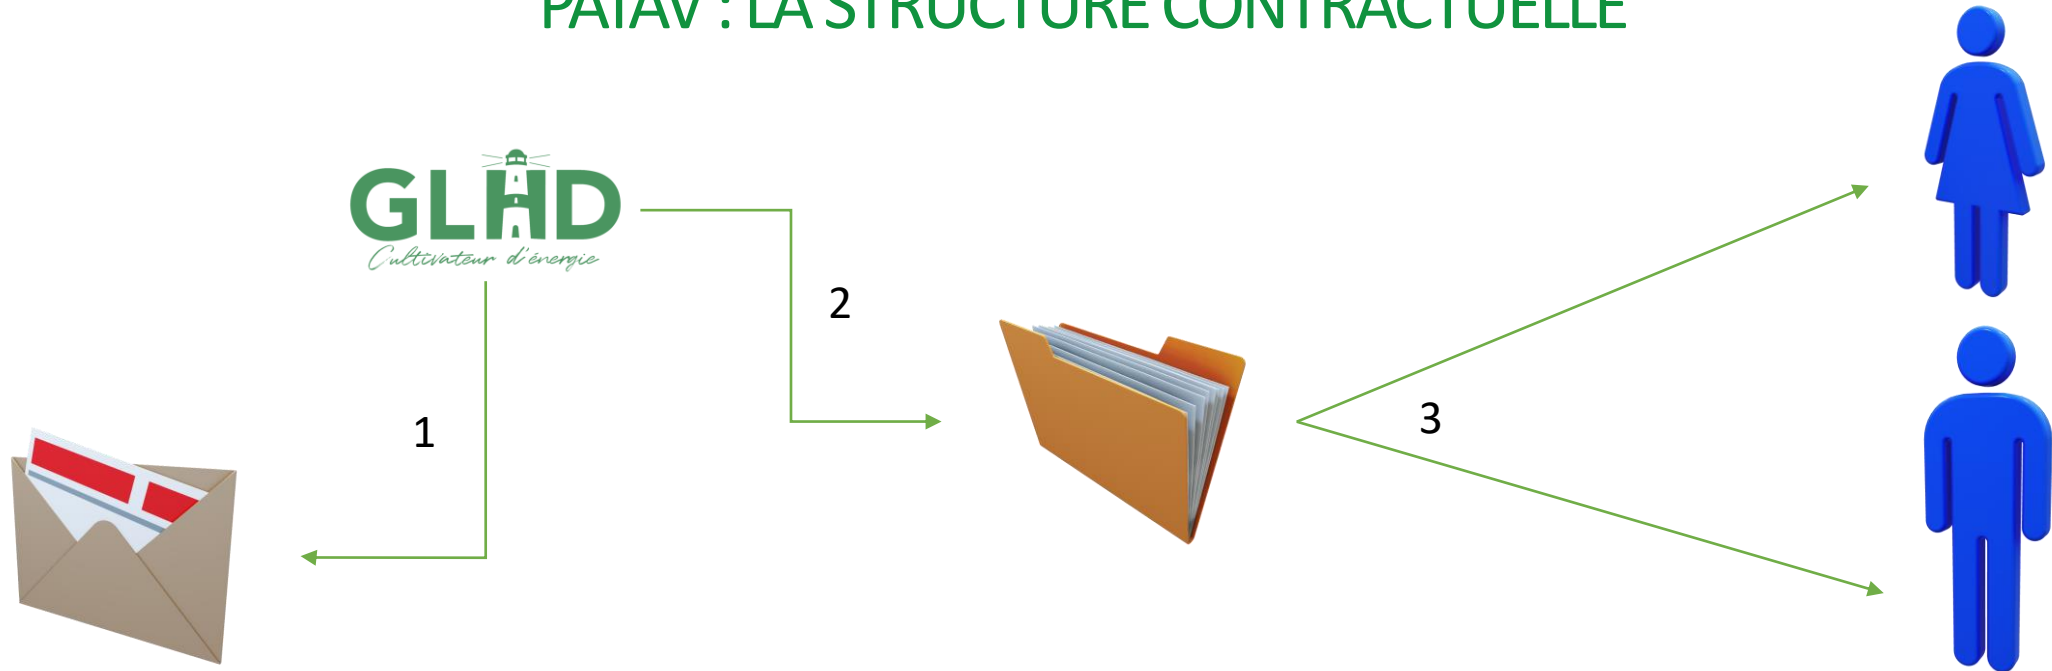 PATAV : LA STRUCTURE CONTRACTUELLE
GLHD
Cultivateur d'énergie
2
1
3